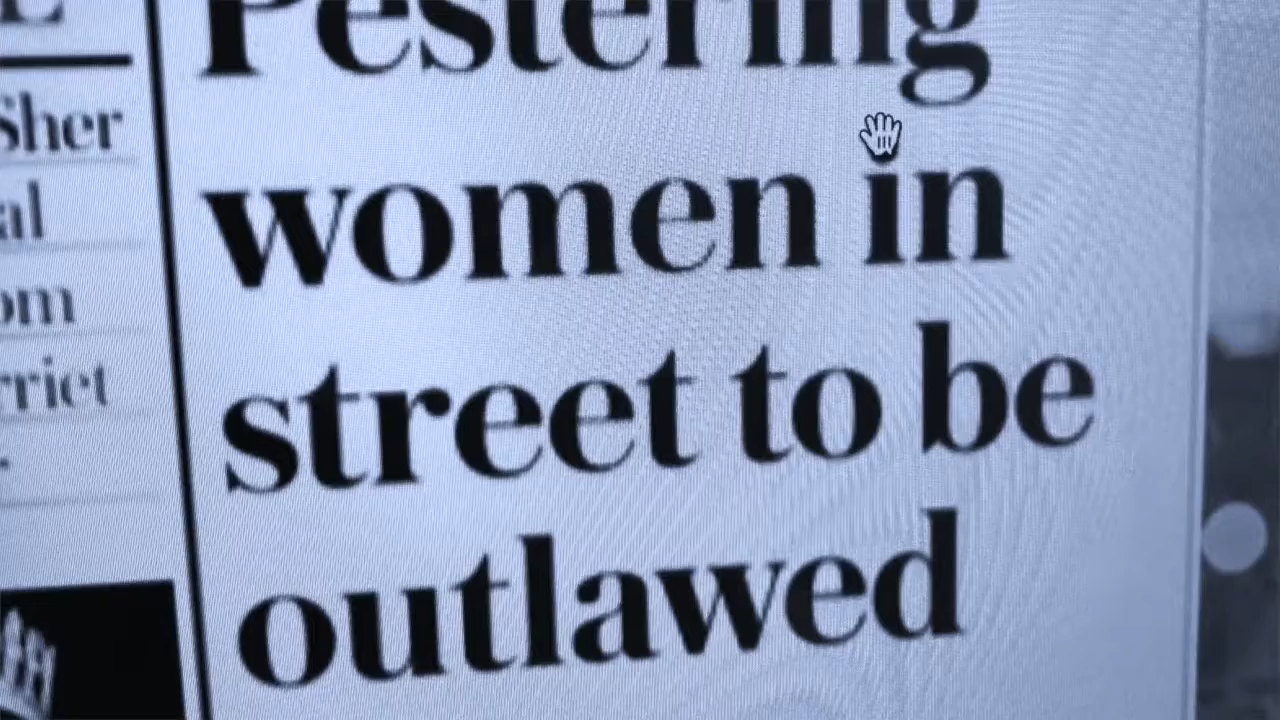 Sher
al
om
rriet
Pestering
women in
street to be
outlawed